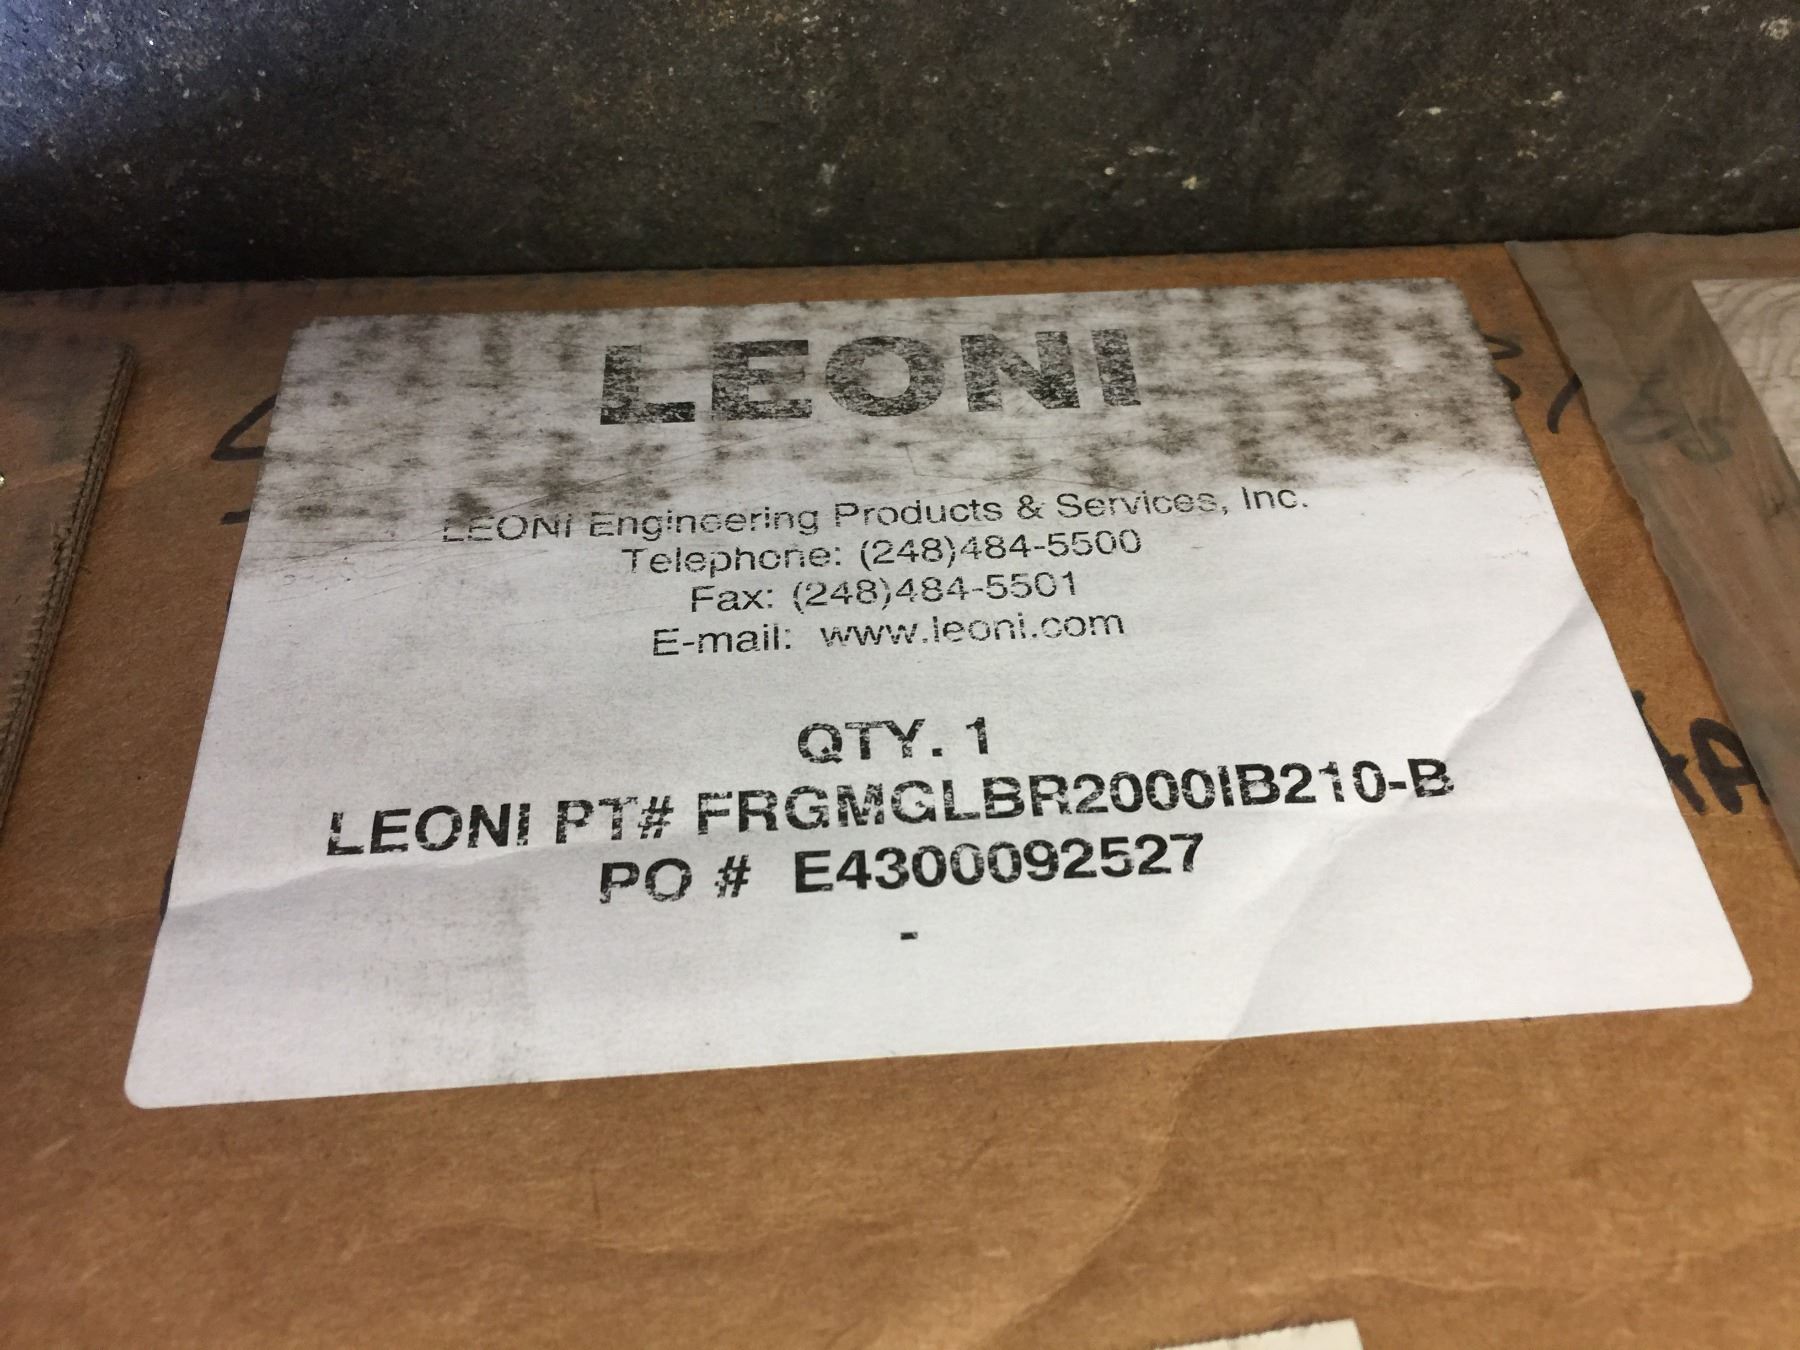 LEONI
LEONI Engineering Products & Services, Inc.
Telephone: (248)484-5500
Fax: (248)484-5501
E-mail: www.leoni.com
QTY. 1
LEONI PT# FRGMGLBR2000IB210-B
PO # E4300092527
-